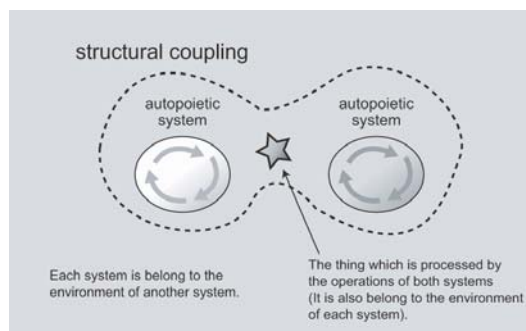 structural coupling
autopoietic
system
autopoietic
system
Each system is belong to the
environment of another system.
The thing which is processed by
the operations of both systems
(It is also belong to the environment
of each system).